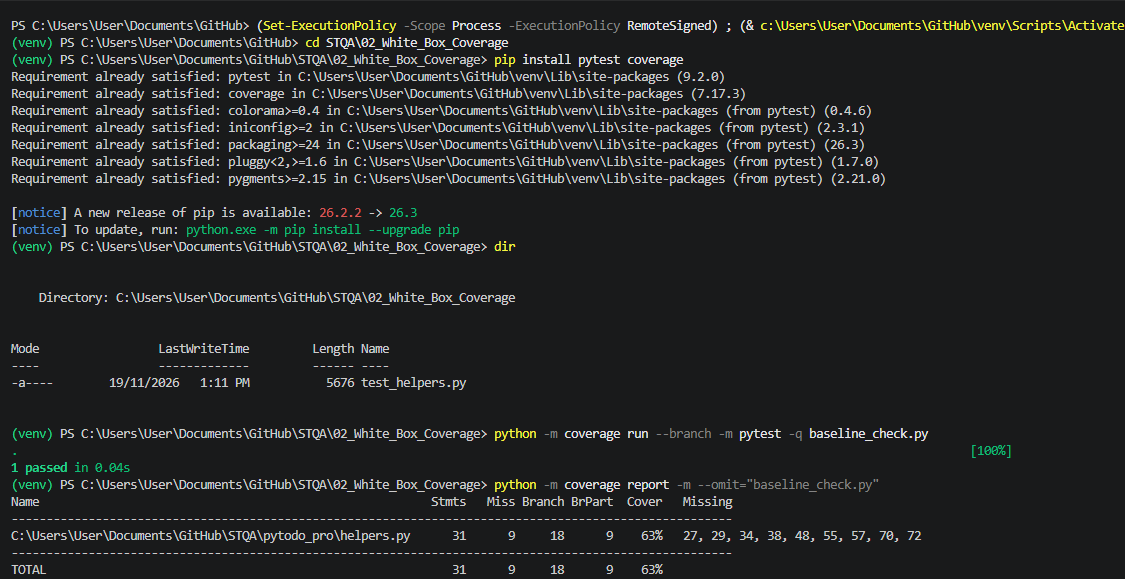 PS C:\Users\User\Documents\GitHub> (Set-ExecutionPolicy -Scope Process -ExecutionPolicy RemoteSigned) ; (& c:\Users\User\Documents\GitHub\venv\Scripts\Activate
(venv) PS C:\Users\User\Documents\GitHub> cd STQA\02_White_Box_Coverage
(venv) PS C:\Users\User\Documents\GitHub\STQA\02_White_Box_Coverage> pip install pytest coverage
Requirement already satisfied: pytest in C:\Users\User\Documents\GitHub\venv\Lib\site-packages (9.2.0)
Requirement already satisfied: coverage in C:\Users\User\Documents\GitHub\venv\Lib\site-packages (7.17.3)
Requirement already satisfied: colorama>=0.4 in C:\Users\User\Documents\GitHub\venv\Lib\site-packages (from pytest) (0.4.6)
Requirement already satisfied: iniconfig>=2 in C:\Users\User\Documents\GitHub\venv\Lib\site-packages (from pytest) (2.3.1)
Requirement already satisfied: packaging>=24 in C:\Users\User\Documents\GitHub\venv\Lib\site-packages (from pytest) (26.3)
Requirement already satisfied: pluggy<2,>=1.6 in C:\Users\User\Documents\GitHub\venv\Lib\site-packages (from pytest) (1.7.0)
Requirement already satisfied: pygments>=2.15 in C:\Users\User\Documents\GitHub\venv\Lib\site-packages (from pytest) (2.21.0)
[notice] A new release of pip is available: 26.2.2 -> 26.3
[notice] To update, run: python.exe -m pip install --upgrade pip
(venv) PS C:\Users\User\Documents\GitHub\STQA\02_White_Box_Coverage> dir
Directory: C:\Users\User\Documents\GitHub\STQA\02_White_Box_Coverage
Mode LastWriteTime Length Name
---- ------------- ------ ----
-a---- 19/11/2026 1:11 PM 5676 test_helpers.py
(venv) PS C:\Users\User\Documents\GitHub\STQA\02_White_Box_Coverage> python -m coverage run --branch -m pytest -q baseline_check.py
. [100%]
1 passed in 0.04s
(venv) PS C:\Users\User\Documents\GitHub\STQA\02_White_Box_Coverage> python -m coverage report -m --omit="baseline_check.py"
Name Stmts Miss Branch BrPart Cover Missing
-----------------------------------------------------------------------------------------------------
C:\Users\User\Documents\GitHub\STQA\pytodo_pro\helpers.py 31 9 18 9 63% 27, 29, 34, 38, 48, 55, 57, 70, 72
-----------------------------------------------------------------------------------------------------
TOTAL 31 9 18 9 63%